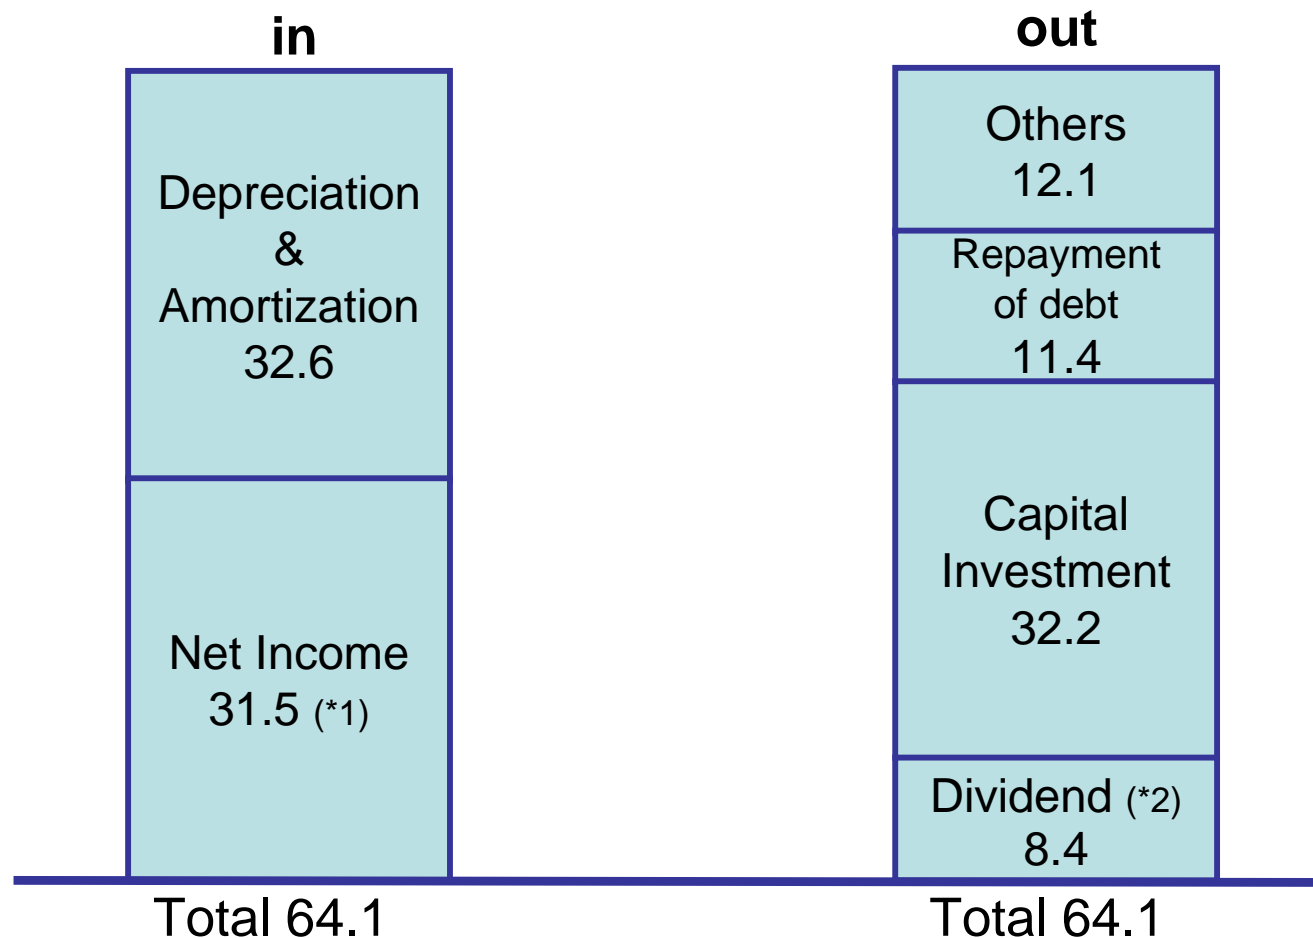 in
Depreciation
&
Amortization
32.6
Net Income
31.5 (*1)
Total 64.1
out
Others
12.1
Repayment
of debt
11.4
Capital
Investment
32.2
Dividend (*2)
8.4
Total 64.1